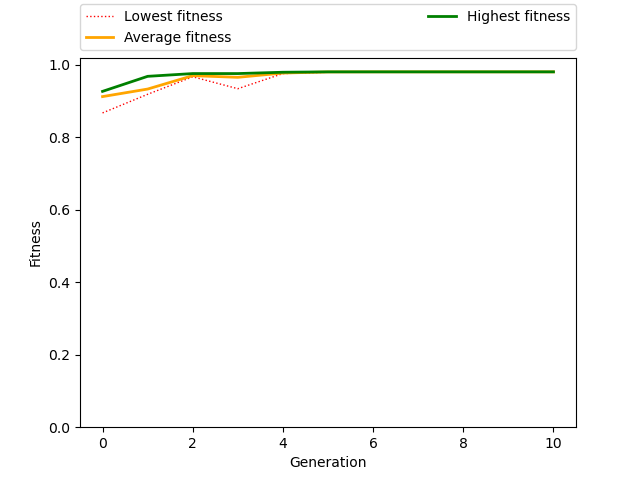 Lowest fitness
Average fitness
Highest fitness
1.0
0.8
0.6
0.4
0.2
0.0
Fitness
0 2 4 6 8 10
Generation